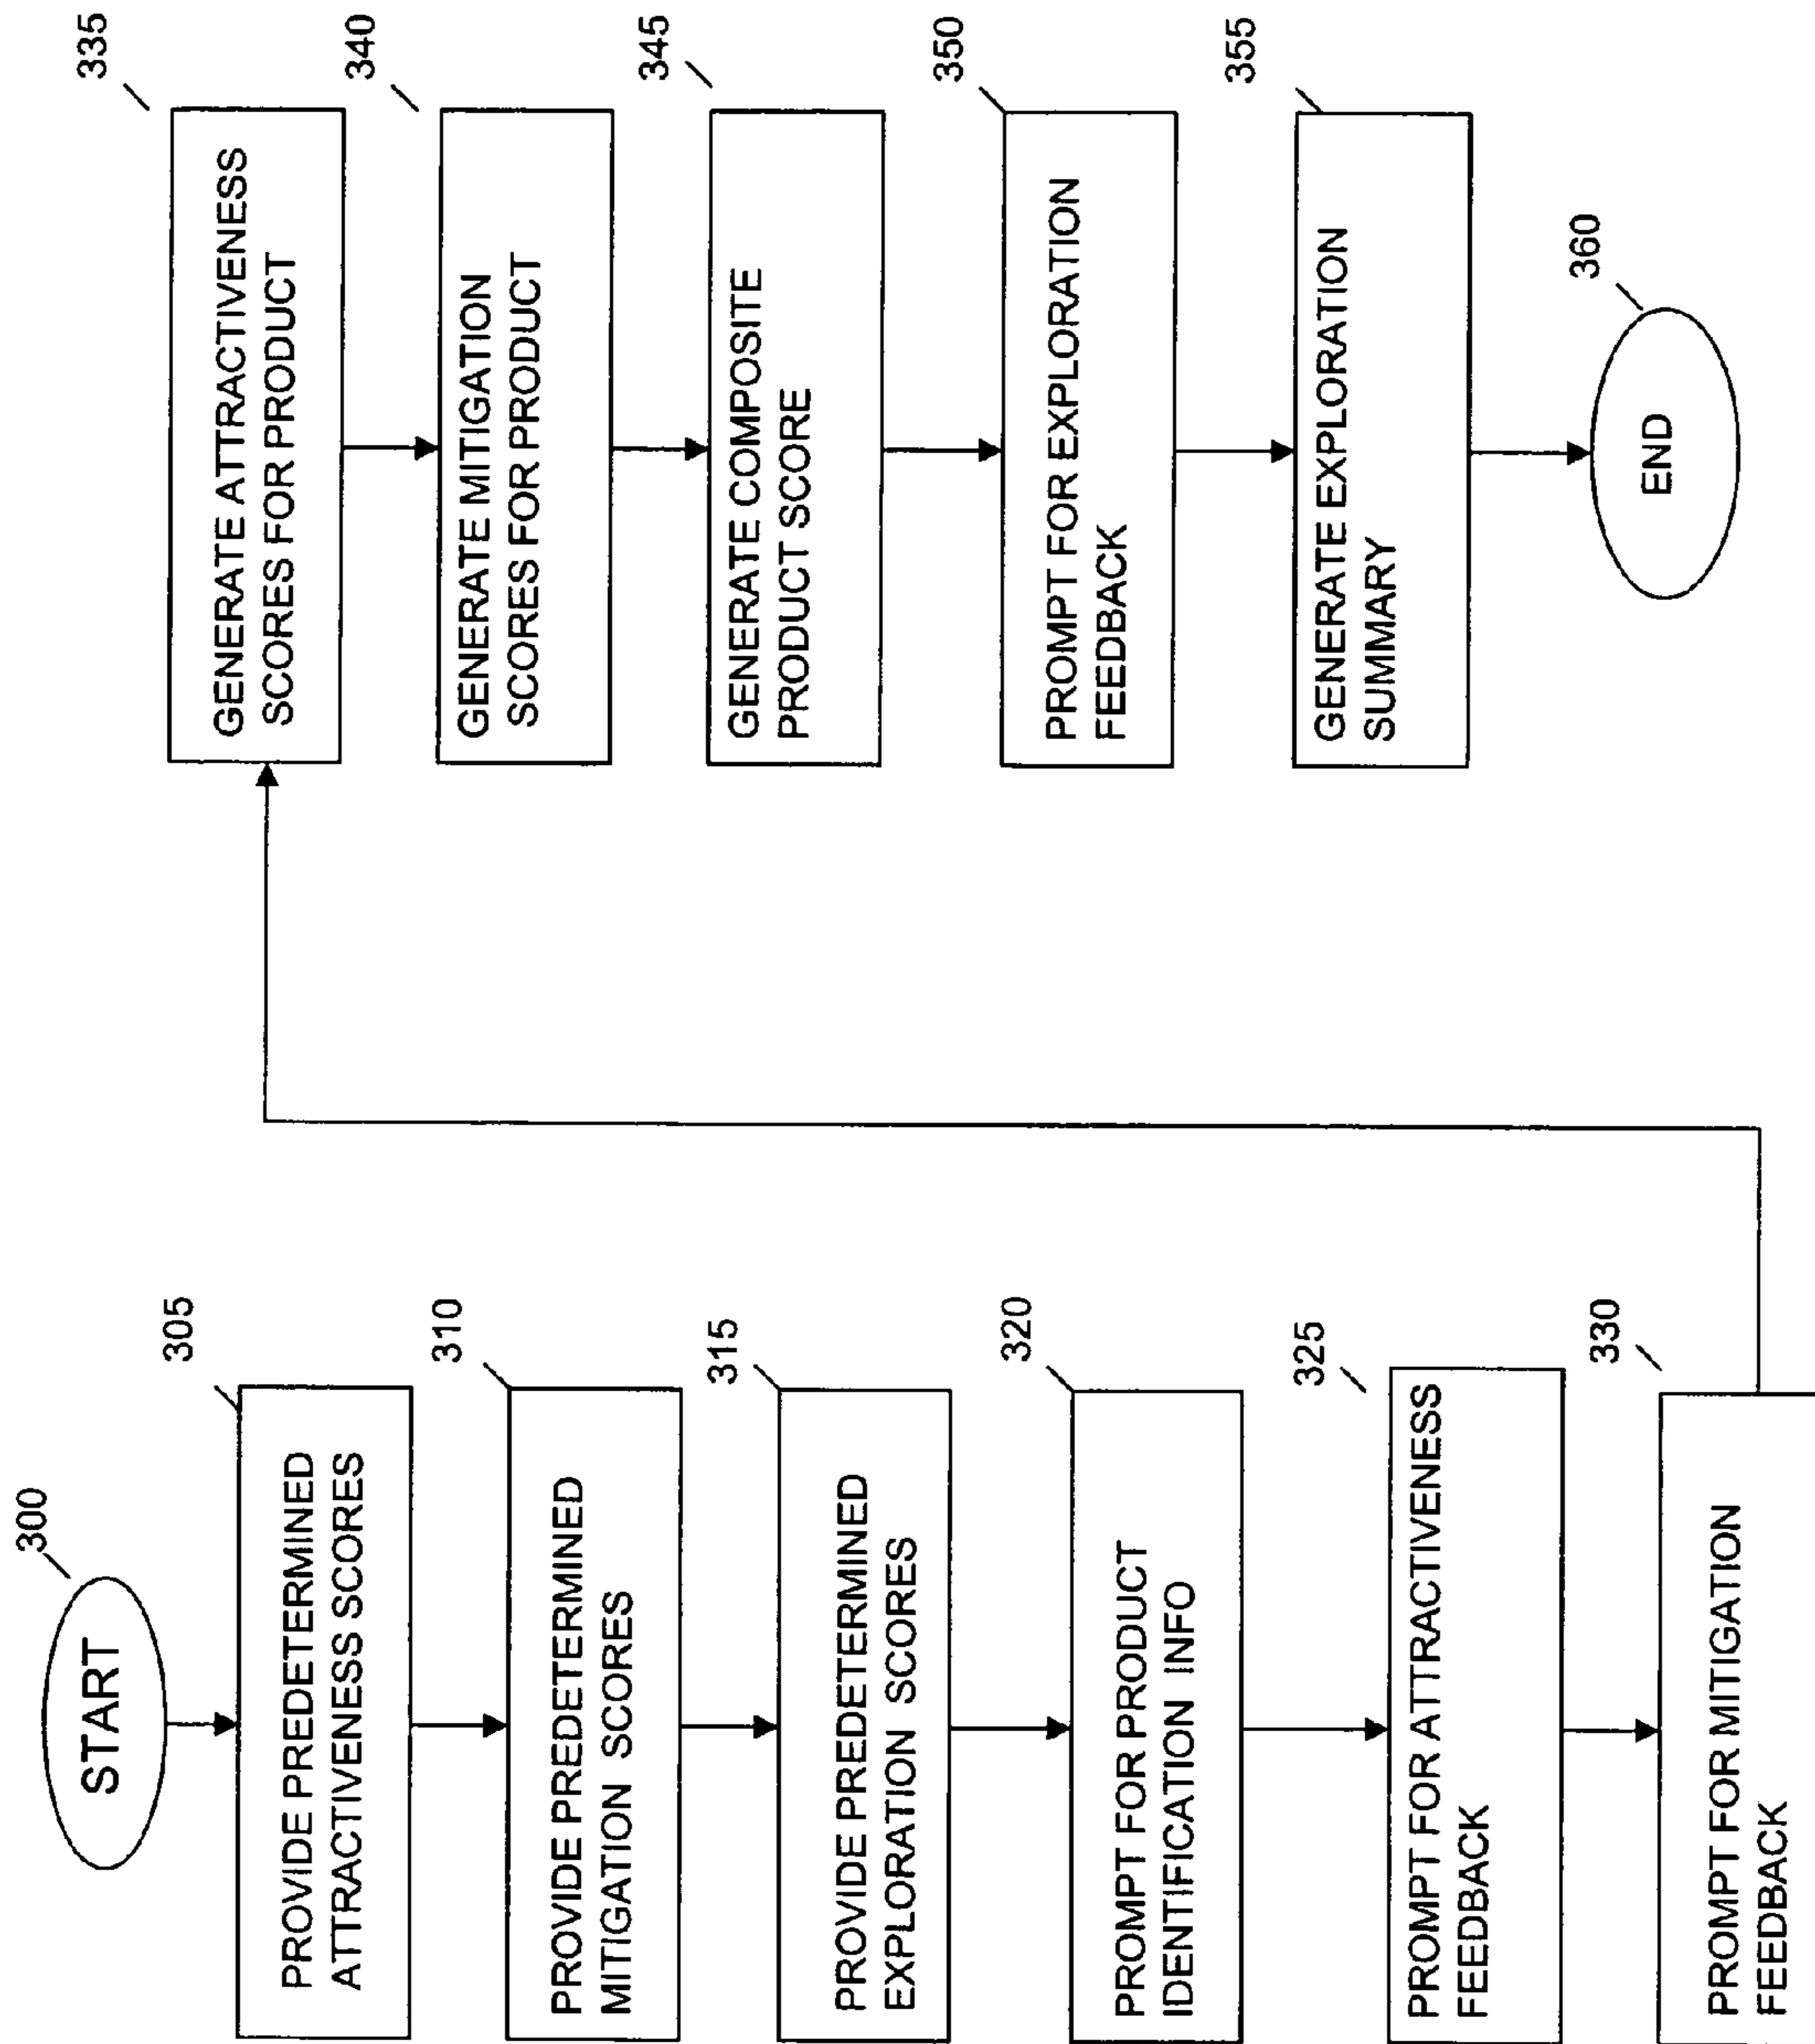 300
START
305
PROVIDE PREDETERMINED
ATTRACTIVENESS SCORES
310
PROVIDE PREDETERMINED
MITIGATION SCORES
315
PROVIDE PREDETERMINED
EXPLORATION SCORES
320
PROMPT FOR PRODUCT
IDENTIFICATION INFO
325
PROMPT FOR ATTRACTIVENESS
FEEDBACK
330
PROMPT FOR MITIGATION
FEEDBACK
335
GENERATE ATTRACTIVENESS
SCORES FOR PRODUCT
340
GENERATE MITIGATION
SCORES FOR PRODUCT
345
GENERATE COMPOSITE
PRODUCT SCORE
350
PROMPT FOR EXPLORATION
FEEDBACK
355
GENERATE EXPLORATION
SUMMARY
360
END